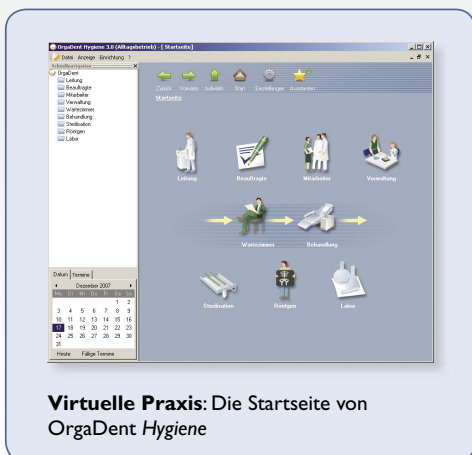 OrgaDent Hygiene 3.0 (Alltagsbetrieb) - [ Startseite]
Datei Anzeige Einrichtung ?
Schnellnavigation
OrgaDent
Leitung
Beauftragte
Mitarbeiter
Verwaltung
Wartezimmer
Behandlung
Sterilisation
Röntgen
Labor
Zurück Vorwärts Aufwärts Start Einstellungen Assistenten
Startseite
Leitung Beauftragte Mitarbeiter Verwaltung
Wartezimmer Behandlung
Sterilisation Röntgen Labor
Datum Termine
Dezember 2007
Mo Di Mi Do Fr Sa So
1 2
3 4 5 6 7 8 9
10 11 12 13 14 15 16
17 18 19 20 21 22 23
24 25 26 27 28 29 30
31
Heute Fällige Termine
Virtuelle Praxis: Die Startseite von
OrgaDent Hygiene